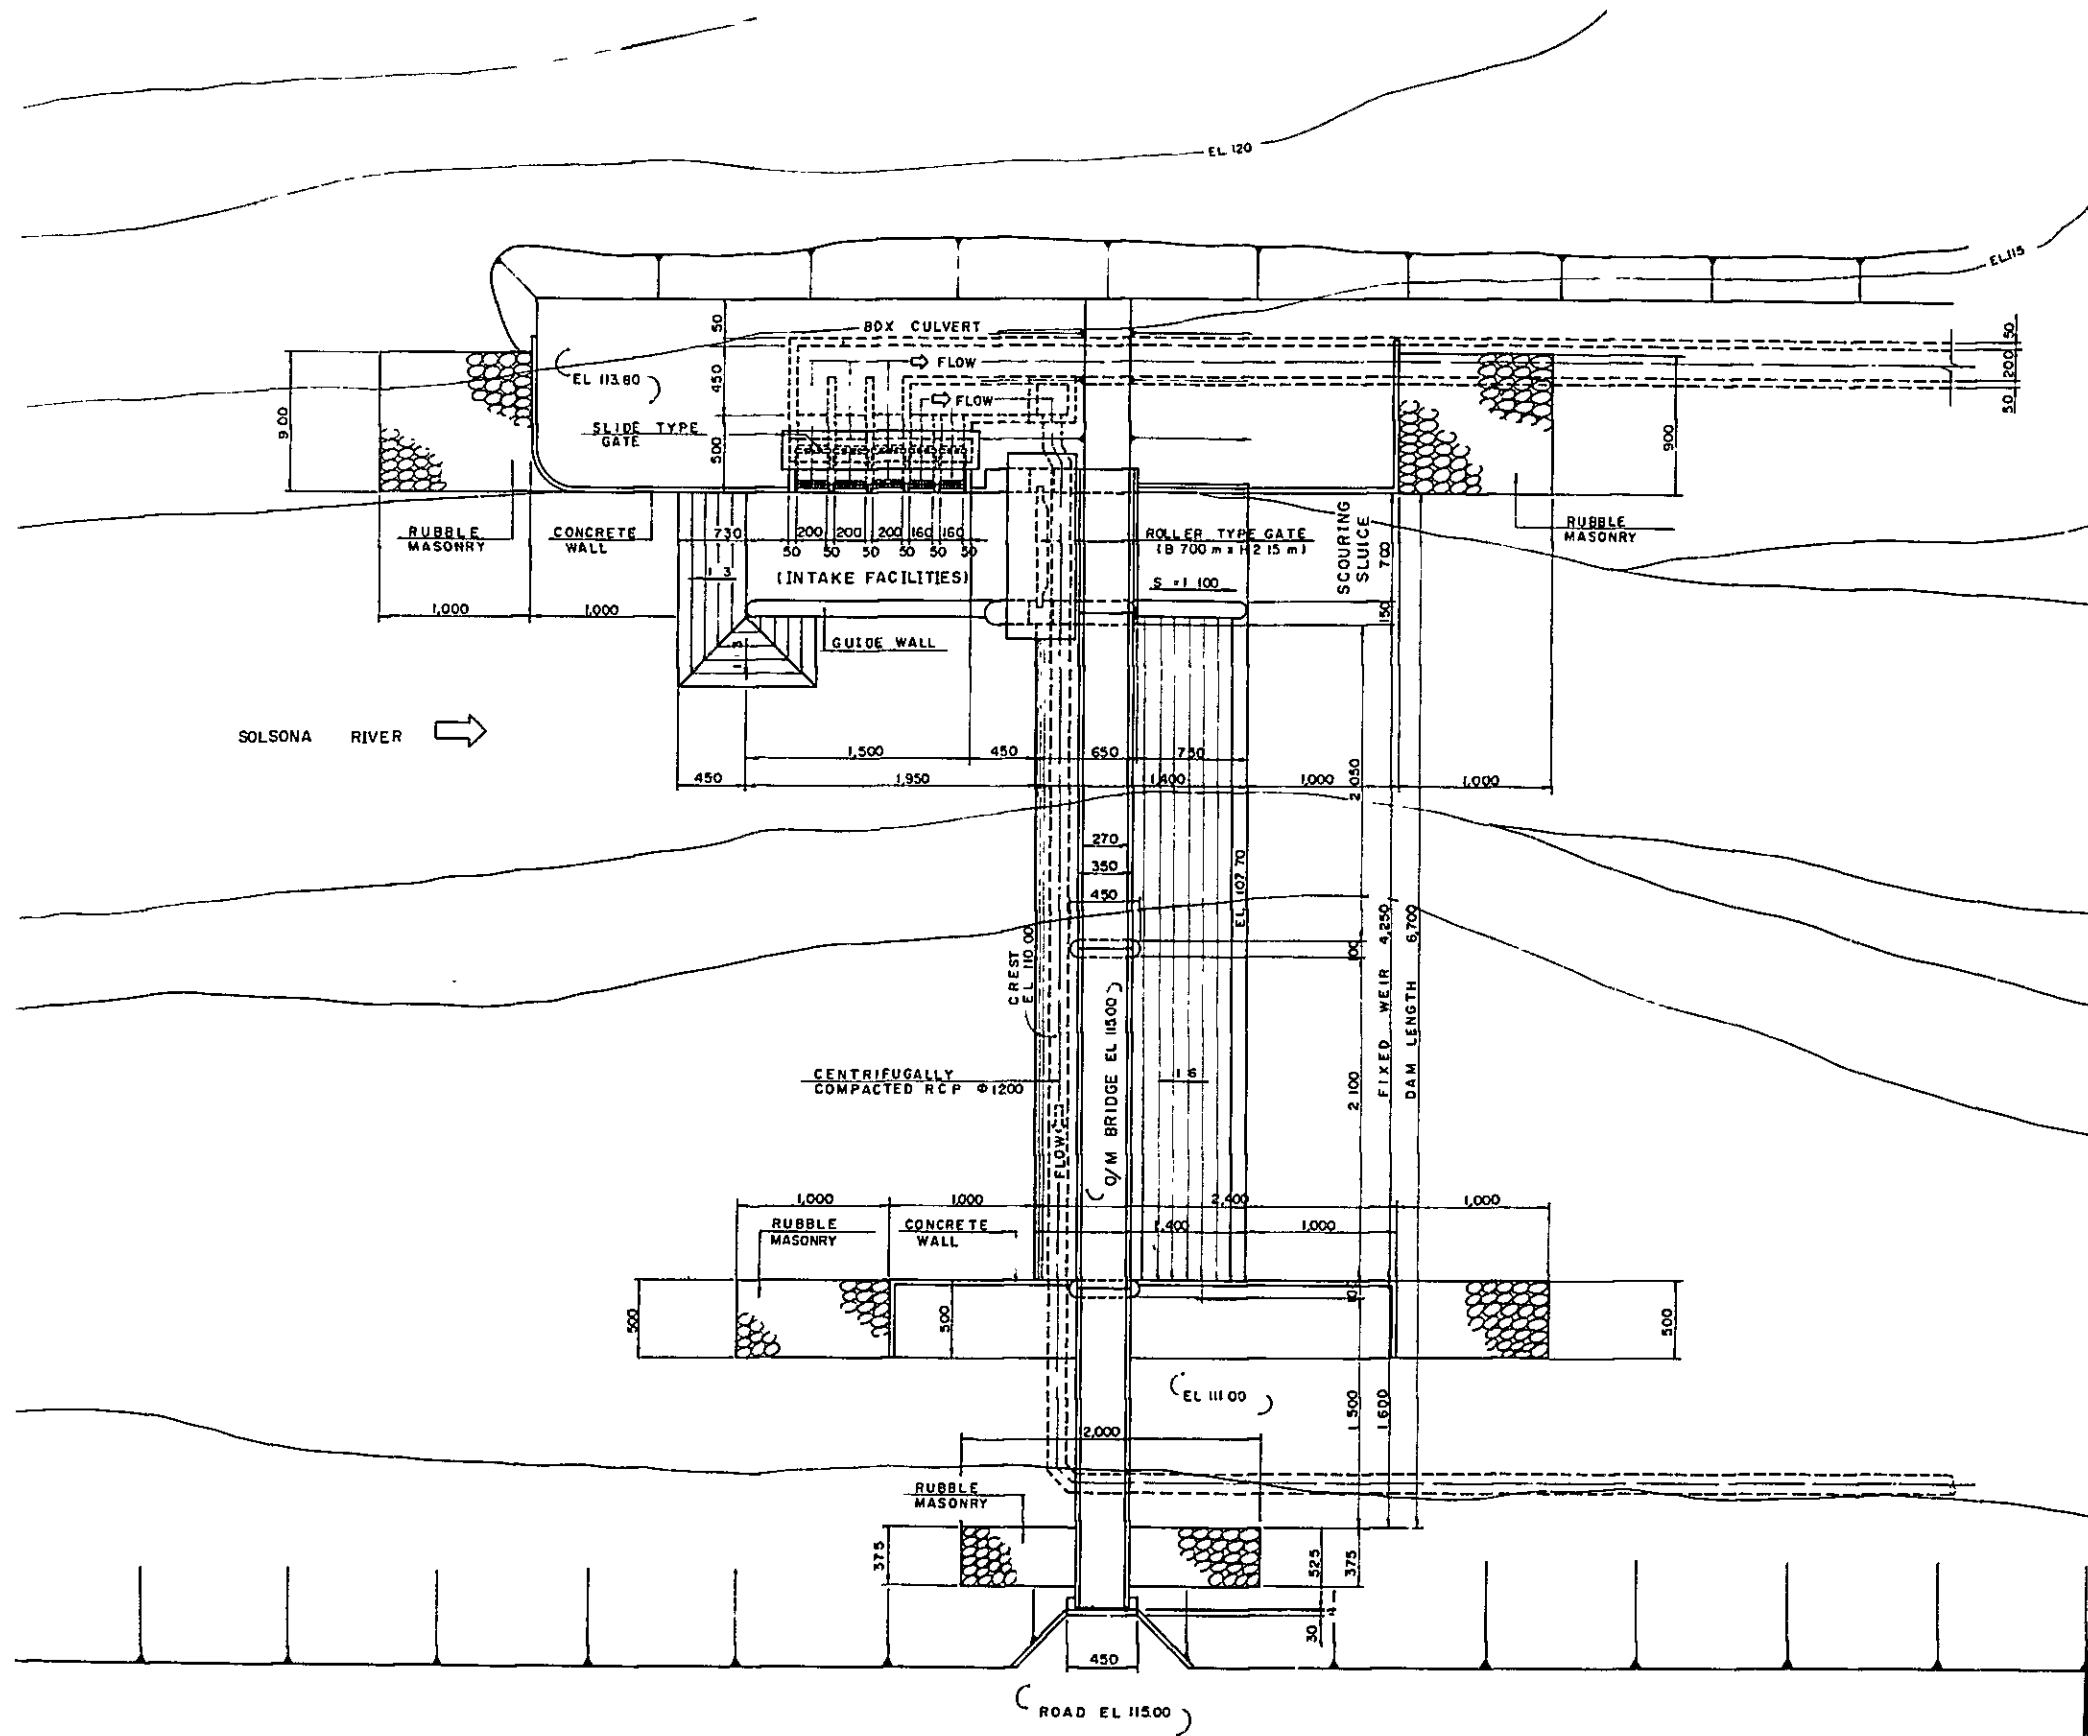 EL. 120
EL.115
BOX CULVERT
FLOW
FLOW
EL 113.80
SLIDE TYPE
GATE
50
450
500
900
50
200
50
900
RUBBLE
MASONRY
CONCRETE
WALL
730
200
200
200
160
160
50
50
50
50
50
50
(INTAKE FACILITIES)
ROLLER TYPE GATE
(B 700 m x H 2 15 m)
S = 1 100
SCOURING
SLUICE
700
150
RUBBLE
MASONRY
1 3
1,000
1,000
GUIDE WALL
SOLSONA RIVER
1,500
450
650
750
450
1,950
1,400
1,000
1,000
2 050
270
350
450
EL 107 70
100
CREST
EL 110.00
O/M BRIDGE EL 115.00
FIXED WEIR 4,250
DAM LENGTH 6,700
CENTRIFUGALLY
COMPACTED RCP Φ1200
1 6
2 100
FLOW
1,000
1,000
2,400
1,000
RUBBLE
MASONRY
CONCRETE
WALL
1,400
1,000
500
500
500
EL 111 00
1 500
1 600
2,000
RUBBLE
MASONRY
375
525
375
30
450
ROAD EL 115.00